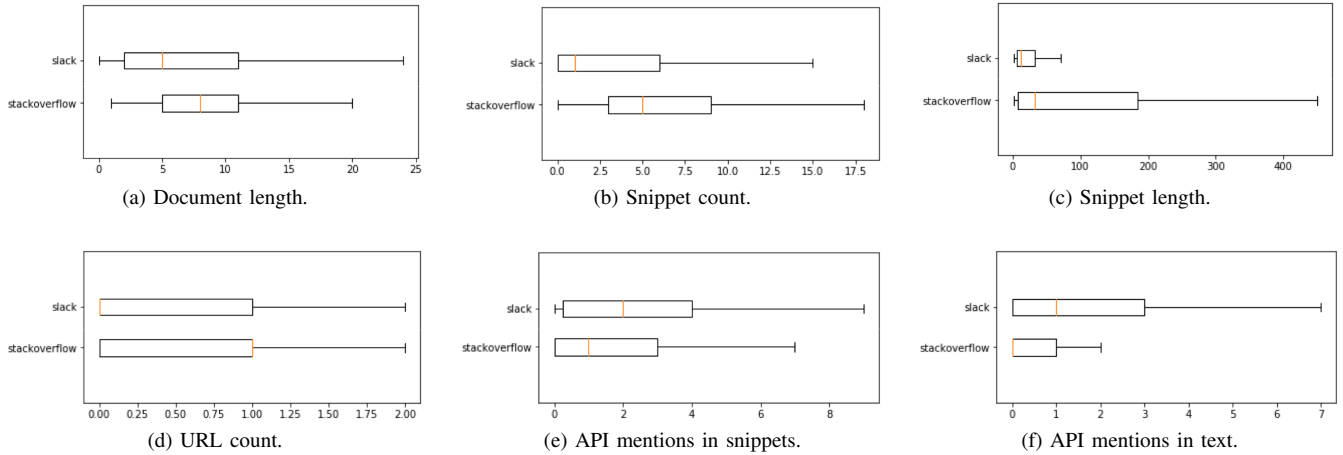 slack
stackoverflow
0 5 10 15 20 25
(a) Document length.
slack
stackoverflow
0.0 2.5 5.0 7.5 10.0 12.5 15.0 17.5
(b) Snippet count.
slack
stackoverflow
0 100 200 300 400
(c) Snippet length.
slack
stackoverflow
0.00 0.25 0.50 0.75 1.00 1.25 1.50 1.75 2.00
(d) URL count.
slack
stackoverflow
0 2 4 6 8
(e) API mentions in snippets.
slack
stackoverflow
0 1 2 3 4 5 6 7
(f) API mentions in text.